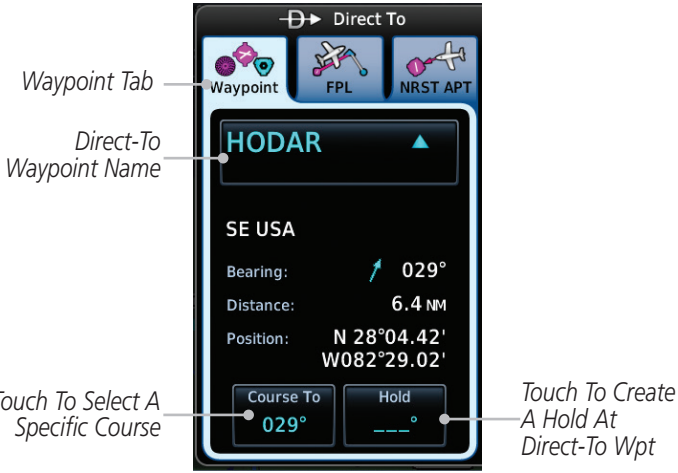 Direct To
Waypoint FPL NRST APT
Waypoint Tab
Direct-To
Waypoint Name
HODAR
SE USA
Bearing: 029°
Distance: 6.4 NM
Position: N 28°04.42'
W082°29.02'
Course To
029°
Hold
___°
Touch To Select A
Specific Course
Touch To Create
A Hold At
Direct-To Wpt